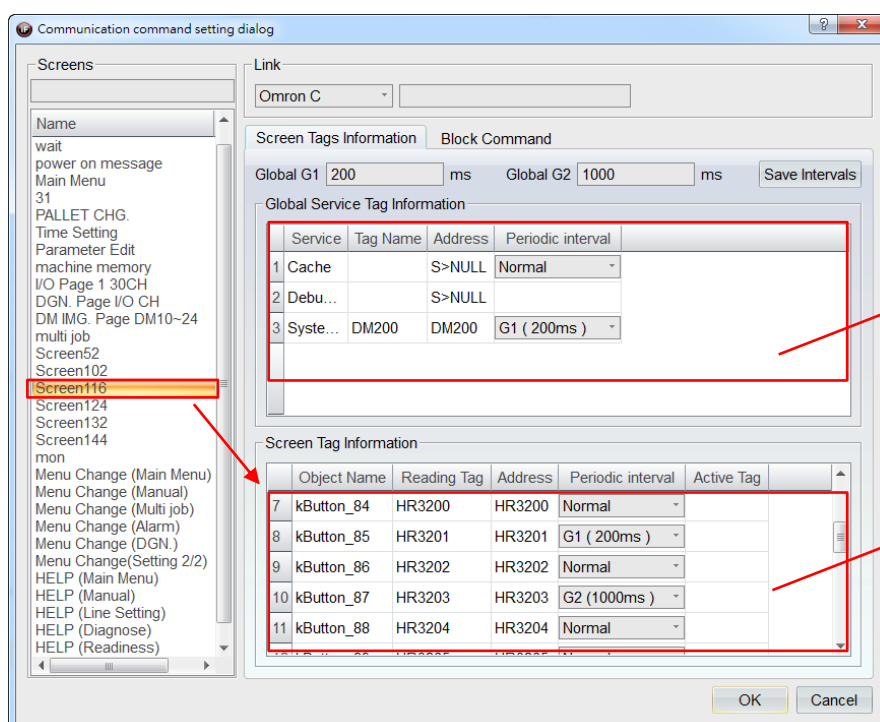 Communication command setting dialog
Screens
Name
wait
power on message
Main Menu
31
PALLET CHG.
Time Setting
Parameter Edit
machine memory
I/O Page 1 30CH
DGN. Page I/O CH
DM IMG. Page DM10~24
multi job
Screen52
Screen102
Screen116
Screen124
Screen132
Screen144
mon
Menu Change (Main Menu)
Menu Change (Manual)
Menu Change (Multi job)
Menu Change (Alarm)
Menu Change (DGN.)
Menu Change(Setting 2/2)
HELP (Main Menu)
HELP (Manual)
HELP (Line Setting)
HELP (Diagnose)
HELP (Readiness)
Link
Omron C
Screen Tags Information Block Command
Global G1 200 ms Global G2 1000 ms Save Intervals
Global Service Tag Information
Service Tag Name Address Periodic interval
1 Cache S>NULL Normal
2 Debu... S>NULL
3 Syste... DM200 DM200 G1 ( 200ms )
Screen Tag Information
Object Name Reading Tag Address Periodic interval Active Tag
7 kButton_84 HR3200 HR3200 Normal
8 kButton_85 HR3201 HR3201 G1 ( 200ms )
9 kButton_86 HR3202 HR3202 Normal
10 kButton_87 HR3203 HR3203 G2 (1000ms )
11 kButton_88 HR3204 HR3204 Normal
OK Cancel